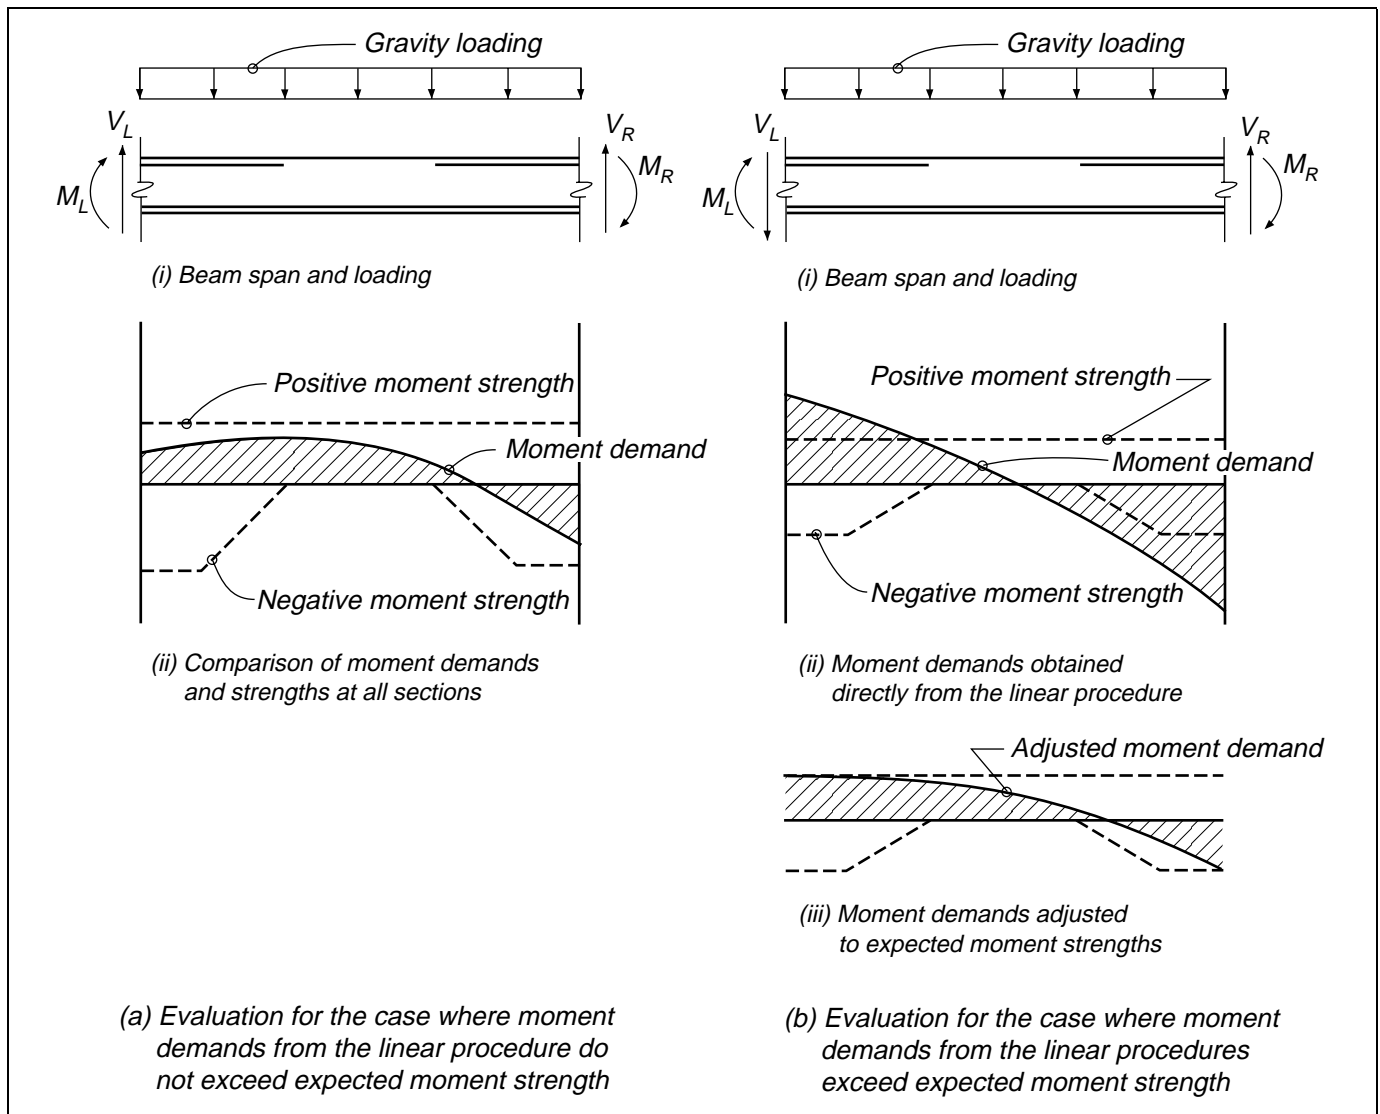 Gravity loading
V_L
V_R
M_L
M_R
(i) Beam span and loading
Positive moment strength
Moment demand
Negative moment strength
(ii) Comparison of moment demands
and strengths at all sections
(a) Evaluation for the case where moment
demands from the linear procedure do
not exceed expected moment strength
Gravity loading
V_L
V_R
M_L
M_R
(i) Beam span and loading
Positive moment strength
Moment demand
Negative moment strength
(ii) Moment demands obtained
directly from the linear procedure
Adjusted moment demand
(iii) Moment demands adjusted
to expected moment strengths
(b) Evaluation for the case where moment
demands from the linear procedures
exceed expected moment strength